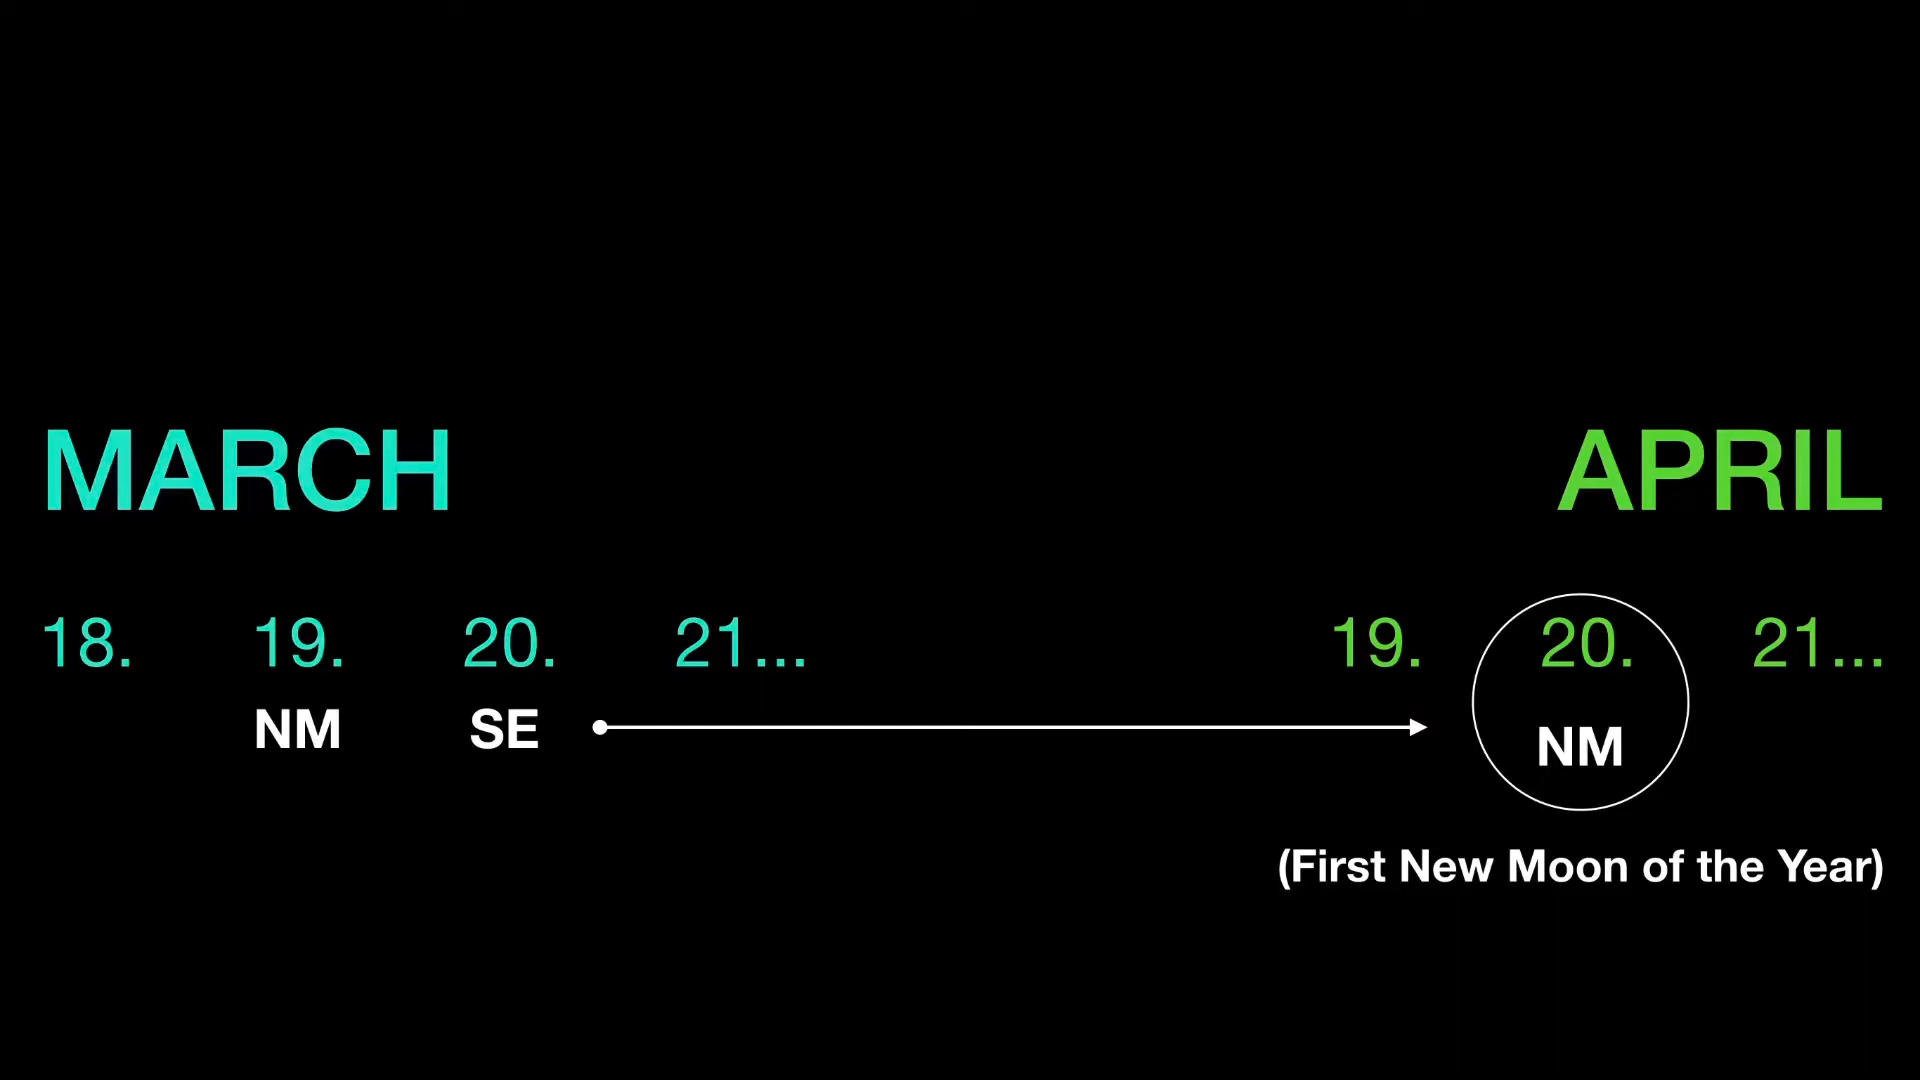 MARCH APRIL
18. 19. 20. 21... 19. 20. 21...
NM SE NM
(First New Moon of the Year)